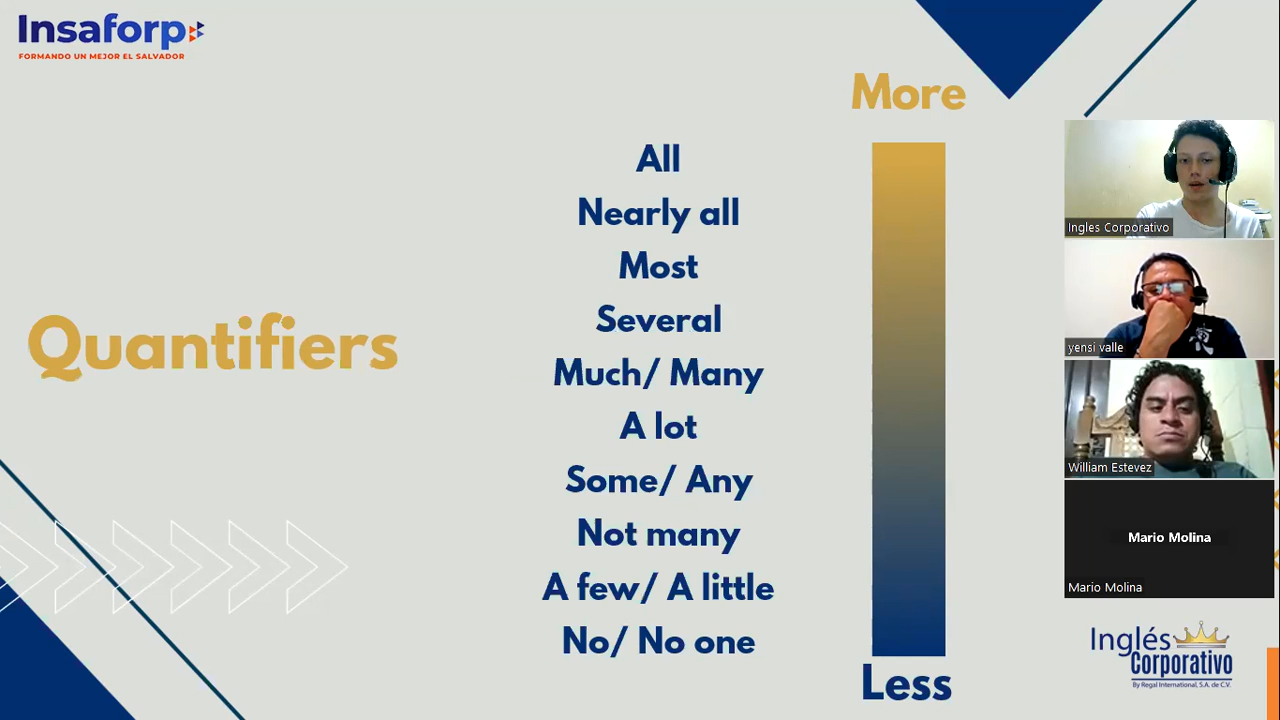 Insaforp
FORMANDO UN MEJOR EL SALVADOR
Quantifiers
More
All
Nearly all
Most
Several
Much/ Many
A lot
Some/ Any
Not many
A few/ A little
No/ No one
Less
Ingles Corporativo
yensi valle
William Estevez
Mario Molina
Mario Molina
Inglés
Corporativo
By Regal International, S.A. de C.V.